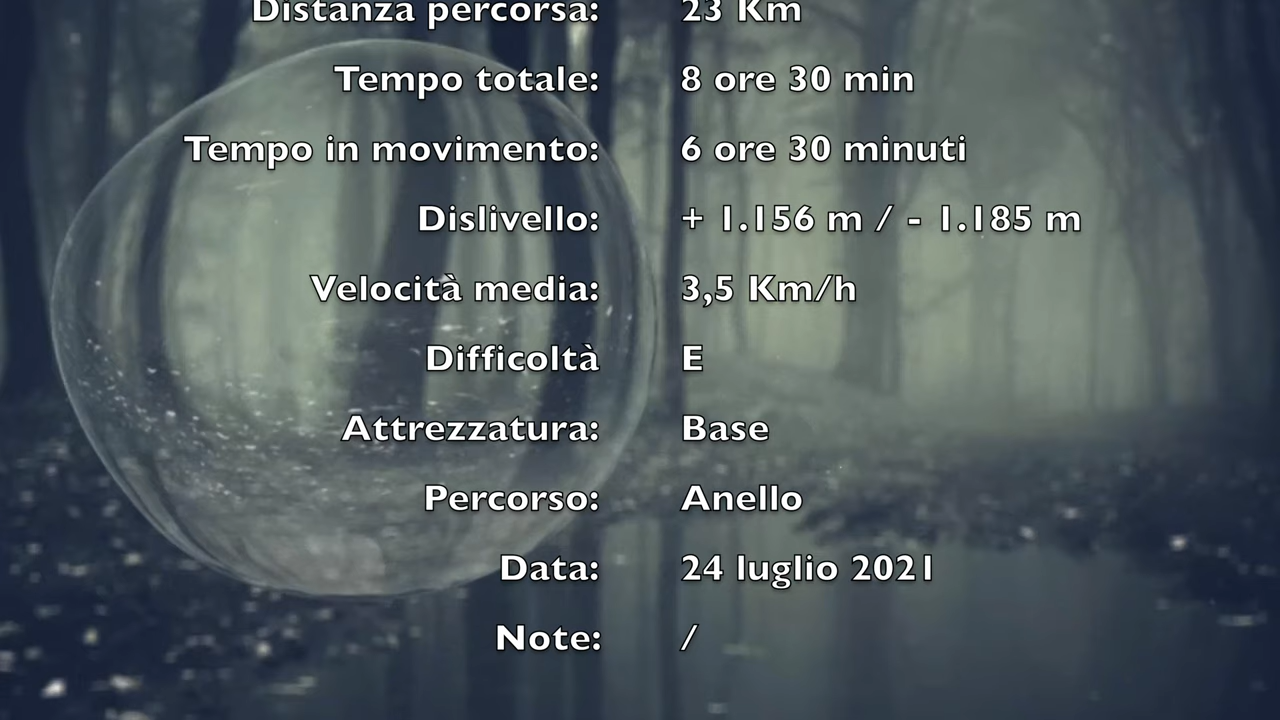 Distanza percorsa: 23 Km
Tempo totale: 8 ore 30 min
Tempo in movimento: 6 ore 30 minuti
Dislivello: + 1.156 m / - 1.185 m
Velocità media: 3,5 Km/h
Difficoltà E
Attrezzatura: Base
Percorso: Anello
Data: 24 luglio 2021
Note: /